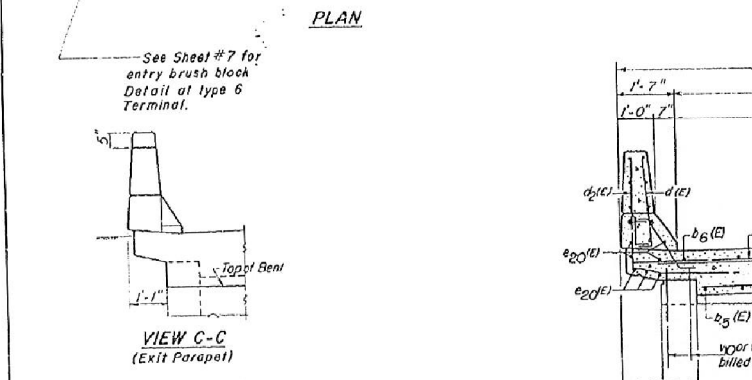 PLAN
See Sheet #7 for
entry brush block
Detail at type 6
Terminal.
5"
Top of Bent
1'-1"
VIEW C-C
(Exit Parapet)
1'-7"
1'-0" 7"
d2(E) d(E)
b6(E)
e20(E)
e20(E)
b5(E)
billed